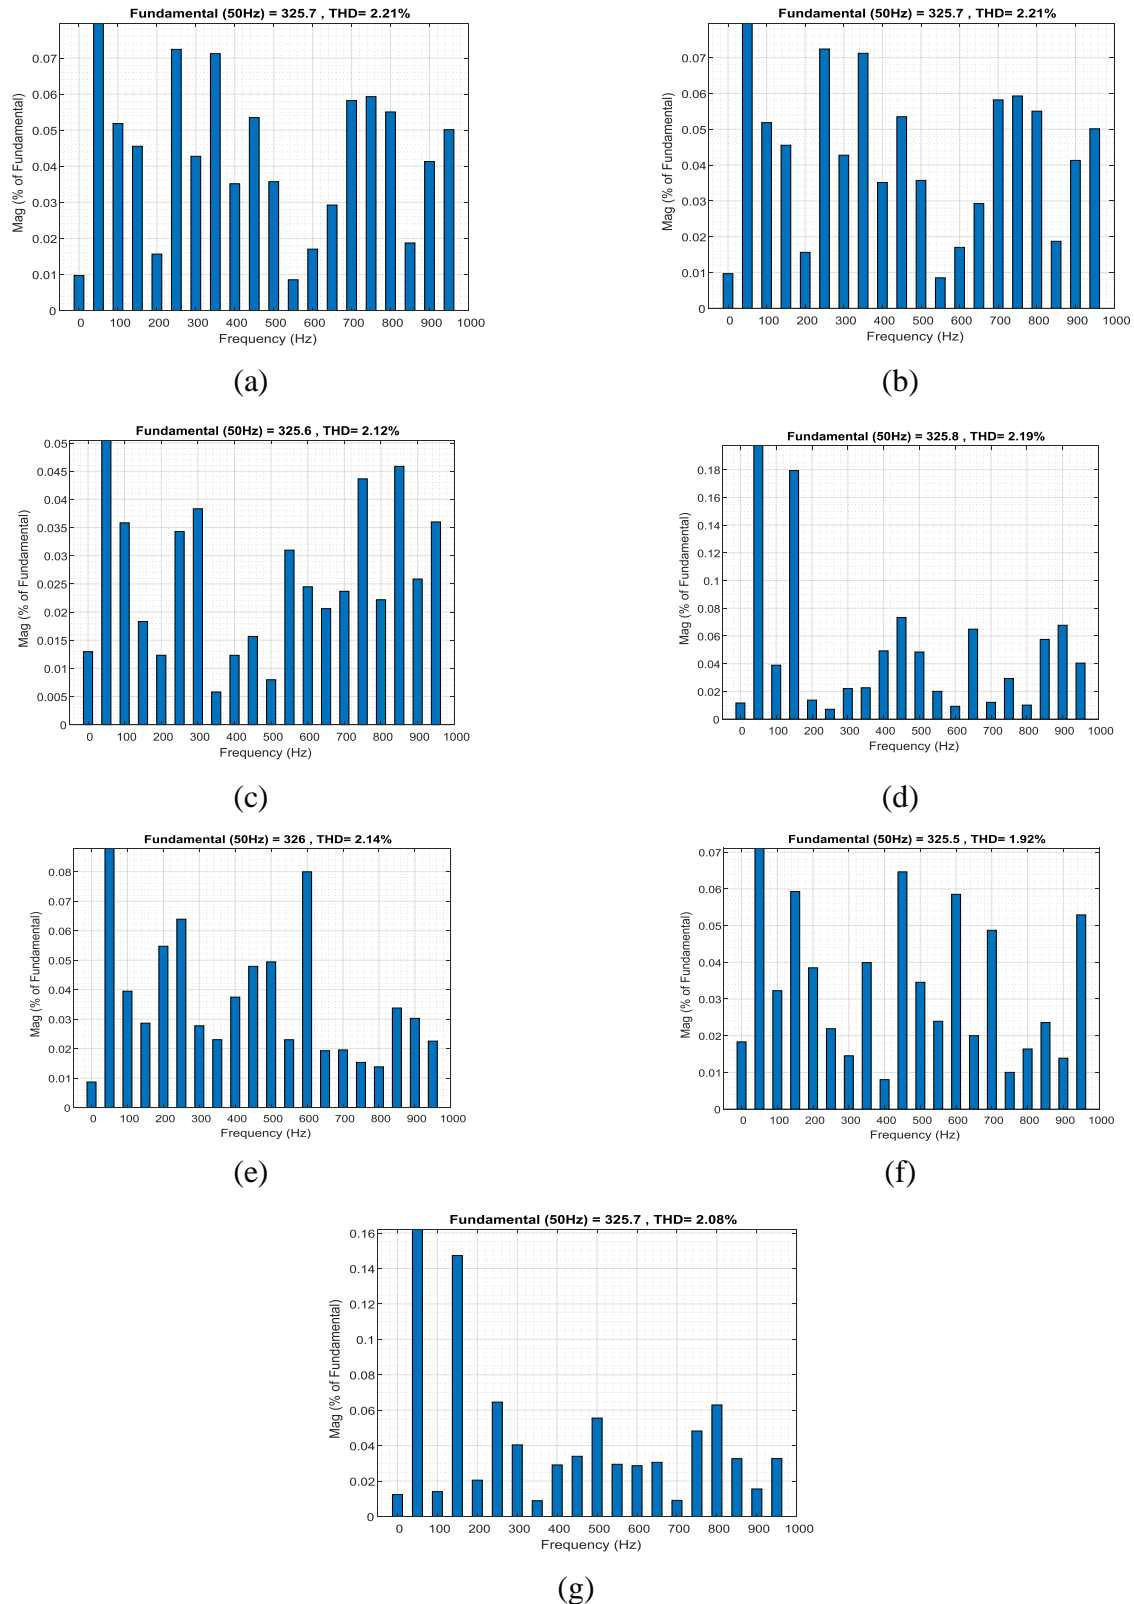 Fundamental (50Hz) = 325.7 , THD= 2.21%
Mag (% of Fundamental)
0.07
0.06
0.05
0.04
0.03
0.02
0.01
0
0 100 200 300 400 500 600 700 800 900 1000
Frequency (Hz)
(a)
Fundamental (50Hz) = 325.7 , THD= 2.21%
Mag (% of Fundamental)
0.07
0.06
0.05
0.04
0.03
0.02
0.01
0
0 100 200 300 400 500 600 700 800 900 1000
Frequency (Hz)
(b)
Fundamental (50Hz) = 325.6 , THD= 2.12%
Mag (% of Fundamental)
0.05
0.045
0.04
0.035
0.03
0.025
0.02
0.015
0.01
0.005
0
0 100 200 300 400 500 600 700 800 900 1000
Frequency (Hz)
(c)
Fundamental (50Hz) = 325.8 , THD= 2.19%
Mag (% of Fundamental)
0.18
0.16
0.14
0.12
0.1
0.08
0.06
0.04
0.02
0
0 100 200 300 400 500 600 700 800 900 1000
Frequency (Hz)
(d)
Fundamental (50Hz) = 326 , THD= 2.14%
Mag (% of Fundamental)
0.08
0.07
0.06
0.05
0.04
0.03
0.02
0.01
0
0 100 200 300 400 500 600 700 800 900 1000
Frequency (Hz)
(e)
Fundamental (50Hz) = 325.5 , THD= 1.92%
Mag (% of Fundamental)
0.07
0.06
0.05
0.04
0.03
0.02
0.01
0
0 100 200 300 400 500 600 700 800 900 1000
Frequency (Hz)
(f)
Fundamental (50Hz) = 325.7 , THD= 2.08%
Mag (% of Fundamental)
0.16
0.14
0.12
0.1
0.08
0.06
0.04
0.02
0
0 100 200 300 400 500 600 700 800 900 1000
Frequency (Hz)
(g)